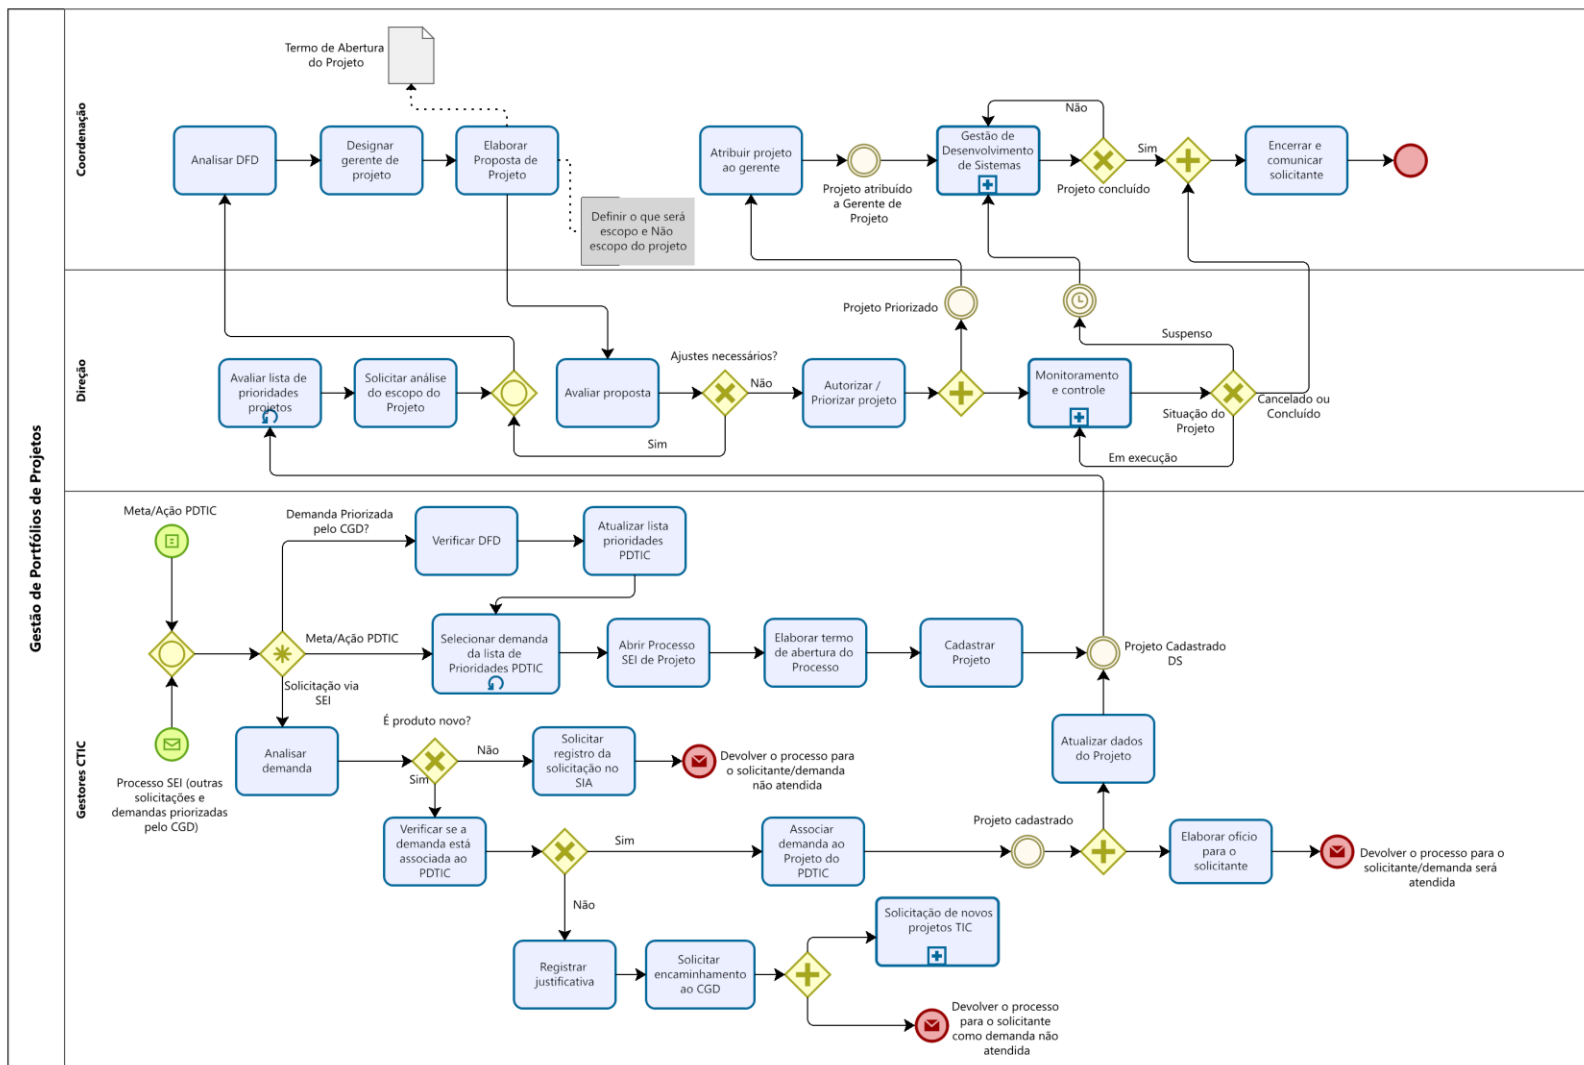 Gestão de Portfólios de Projetos
Coordenação
Termo de Abertura
do Projeto
Analisar DFD
Designar
gerente de
projeto
Elaborar
Proposta de
Projeto
Definir o que será
escopo e Não
escopo do projeto
Atribuir projeto
ao gerente
Projeto atribuído
a Gerente de
Projeto
Gestão de
Desenvolvimento
de Sistemas
Não
Sim
Projeto concluído
Encerrar e
comunicar
solicitante
Direção
Avaliar lista de
prioridades
projetos
Solicitar análise
do escopo do
Projeto
Avaliar proposta
Ajustes necessários?
Não
Sim
Autorizar /
Priorizar projeto
Projeto Priorizado
Monitoramento
e controle
Suspenso
Situação do
Projeto
Cancelado ou
Concluído
Em execução
Gestores CTIC
Meta/Ação PDTIC
Demanda Priorizada
pelo CGD?
Verificar DFD
Atualizar lista
prioridades
PDTIC
Meta/Ação PDTIC
Selecionar demanda
da lista de
Prioridades PDTIC
Abrir Processo
SEI de Projeto
Elaborar termo
de abertura do
Processo
Cadastrar
Projeto
Projeto Cadastrado
DS
Solicitação via
SEI
Processo SEI (outras
solicitações e
demandas priorizadas
pelo CGD)
Analisar
demanda
É produto novo?
Não
Sim
Solicitar
registro da
solicitação no
SIA
Devolver o processo para
o solicitante/demanda
não atendida
Atualizar dados
do Projeto
Verificar se a
demanda está
associada ao
PDTIC
Sim
Não
Associar
demanda ao
Projeto do
PDTIC
Projeto cadastrado
Elaborar ofício
para o
solicitante
Devolver o processo para o
solicitante/demanda será
atendida
Registrar
justificativa
Solicitar
encaminhamento
ao CGD
Solicitação de novos
projetos TIC
Devolver o processo
para o solicitante
como demanda não
atendida